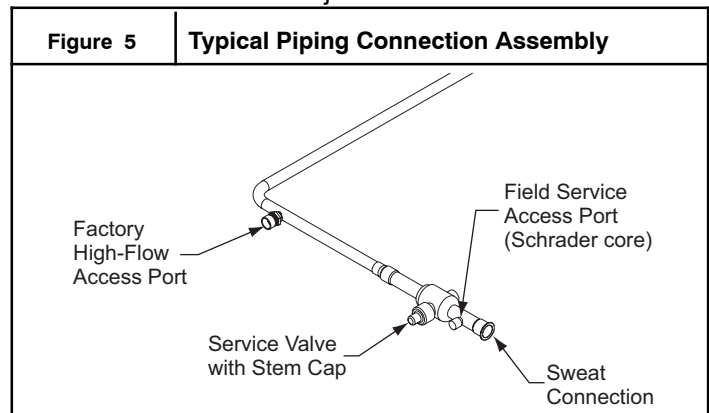 Figure 5
Typical Piping Connection Assembly
Field Service
Access Port
(Schrader core)
Factory
High-Flow
Access Port
Service Valve
with Stem Cap
Sweat
Connection